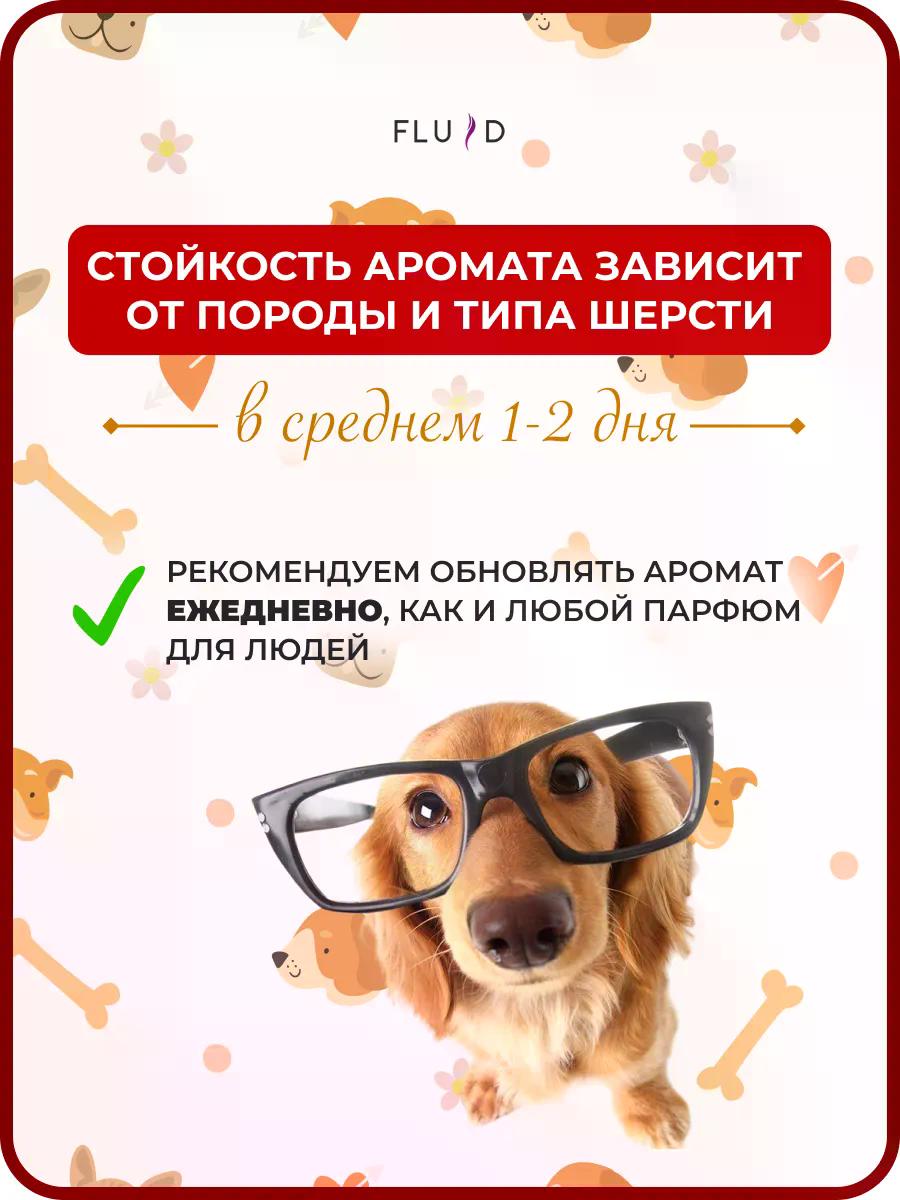 FLUID
СТОЙКОСТЬ АРОМАТА ЗАВИСИТ
ОТ ПОРОДЫ И ТИПА ШЕРСТИ
в среднем 1-2 дня
РЕКОМЕНДУЕМ ОБНОВЛЯТЬ АРОМАТ
ЕЖЕДНЕВНО, КАК И ЛЮБОЙ ПАРФЮМ
ДЛЯ ЛЮДЕЙ